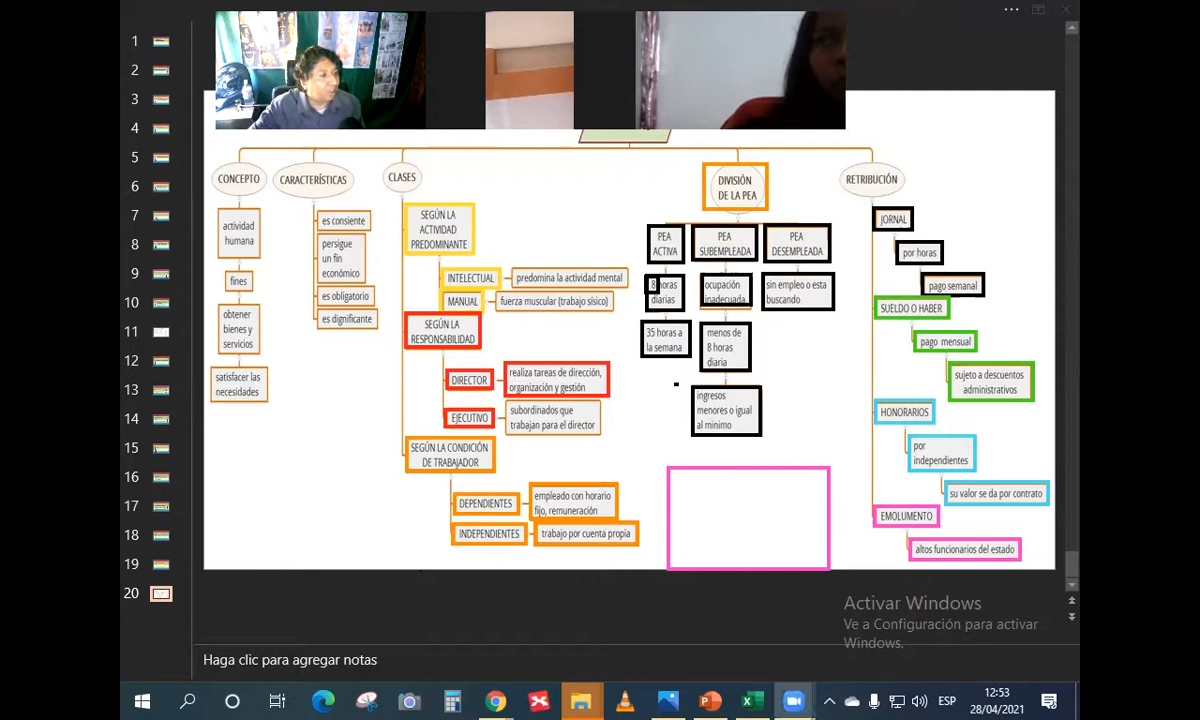 1
2
3
4
5
6
7
8
9
10
11
12
13
14
15
16
17
18
19
20
CONCEPTO
actividad
humana
fines
obtener
bienes y
servicios
satisfacer las
necesidades
CARACTERÍSTICAS
es consiente
persigue
un fin
económico
es obligatorio
es dignificante
CLASES
SEGÚN LA
ACTIVIDAD
PREDOMINANTE
INTELECTUAL
predomina la actividad mental
MANUAL
fuerza muscular (trabajo sísico)
SEGÚN LA
RESPONSABILIDAD
DIRECTOR
realiza tareas de dirección,
organización y gestión
EJECUTIVO
subordinados que
trabajan para el director
SEGÚN LA CONDICIÓN
DE TRABAJADOR
DEPENDIENTES
empleado con horario
fijo, remuneración
INDEPENDIENTES
trabajo por cuenta propia
DIVISIÓN
DE LA PEA
PEA
ACTIVA
8 horas
diarias
35 horas a
la semana
PEA
SUBEMPLEADA
ocupación
inadecuada
menos de
8 horas
diaria
ingresos
menores o igual
al mínimo
PEA
DESEMPLEADA
sin empleo o esta
buscando
RETRIBUCIÓN
JORNAL
por horas
pago semanal
SUELDO O HABER
pago mensual
sujeto a descuentos
administrativos
HONORARIOS
por
independientes
su valor se da por contrato
EMOLUMENTO
altos funcionarios del estado
Activar Windows
Ve a Configuración para activar
Windows.
Haga clic para agregar notas
ESP
12:53
28/04/2021